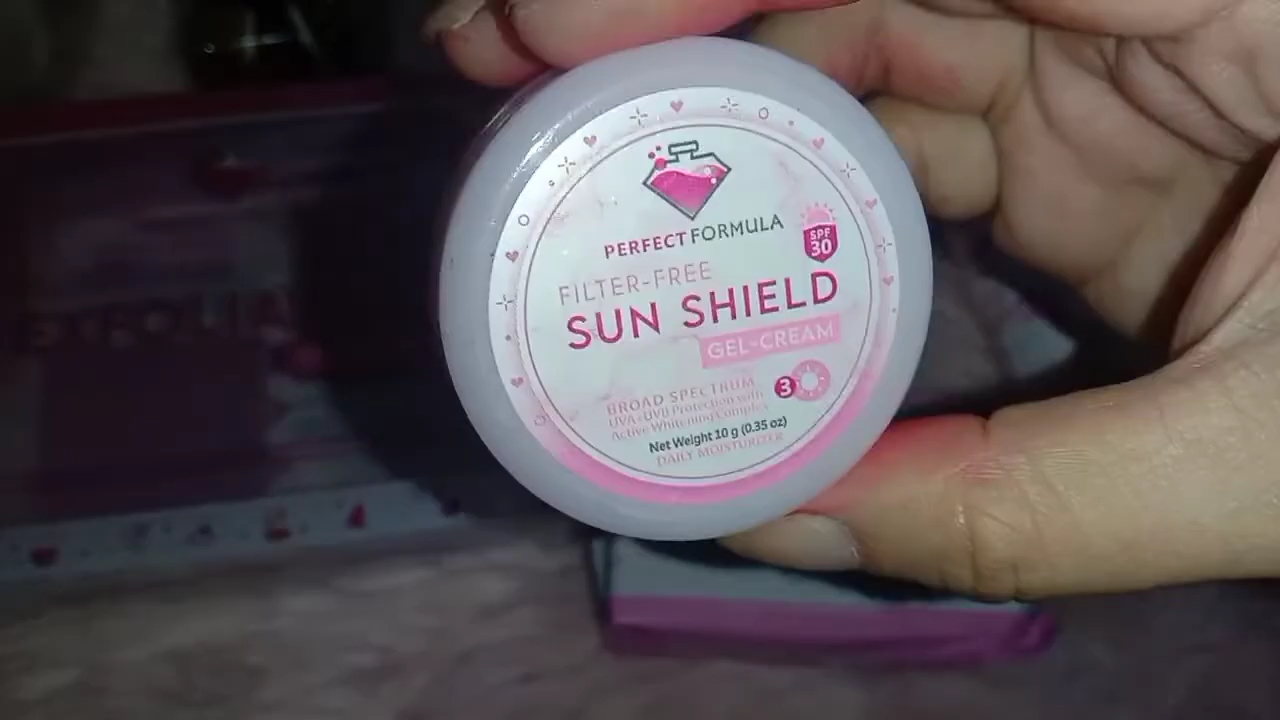 PERFECT FORMULA
SPF
30
FILTER-FREE
SUN SHIELD
GEL-CREAM
3
BROAD SPECTRUM
UVA+UVB Protection with
Active Whitening Complex
Net Weight 10 g (0.35 oz)
DAILY MOISTURIZER